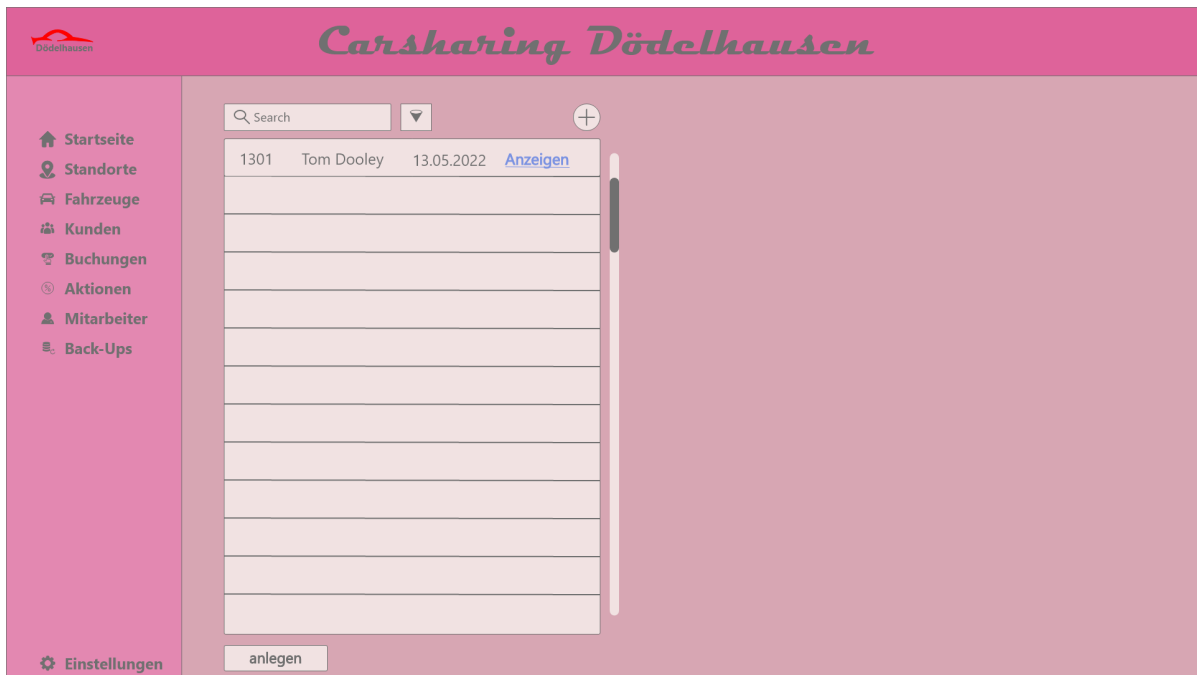 Dödelhausen
Carsharing Dödelhausen
Startseite
Standorte
Fahrzeuge
Kunden
Buchungen
Aktionen
Mitarbeiter
Back-Ups
Einstellungen
Search
1301 Tom Dooley 13.05.2022 Anzeigen
anlegen